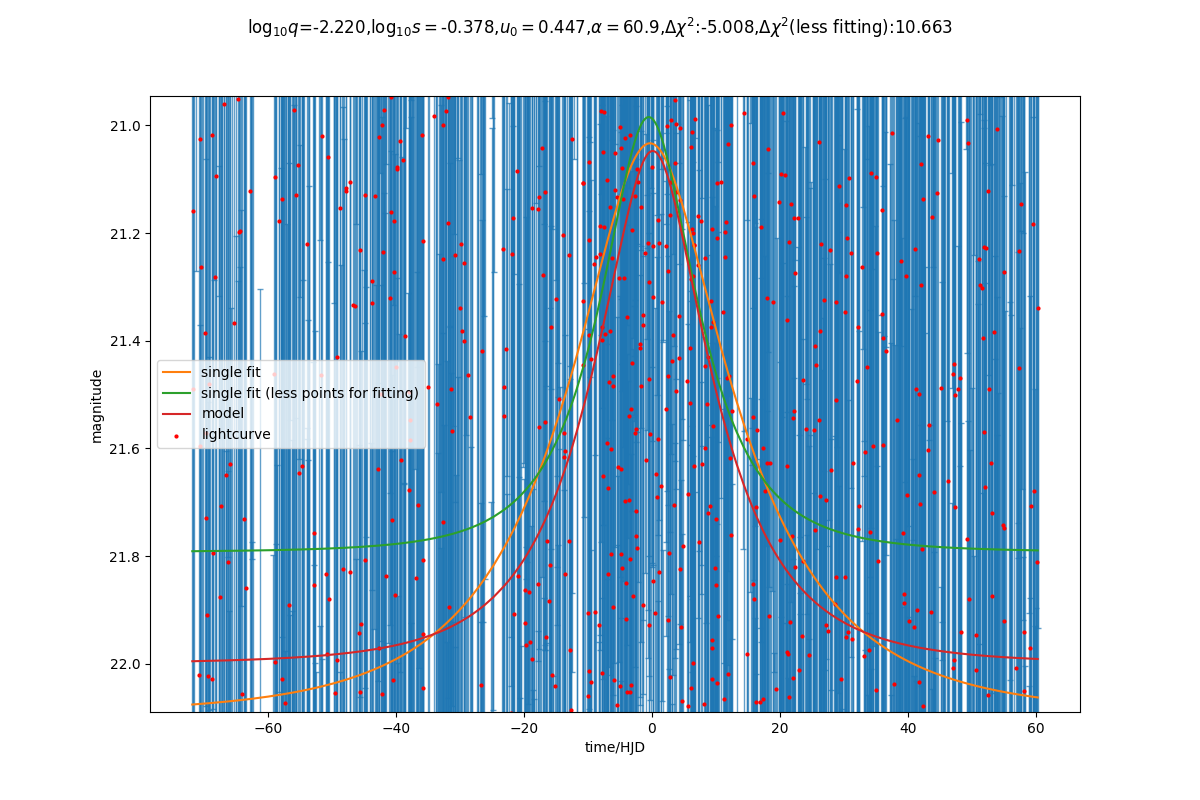 log₁₀q=-2.220,log₁₀s = -0.378,u₀ = 0.447,α = 60.9,Δχ²:-5.008,Δχ²(less fitting):10.663
21.0
21.2
21.4
21.6
21.8
22.0
magnitude
single fit
single fit (less points for fitting)
model
lightcurve
−60 −40 −20 0 20 40 60
time/HJD